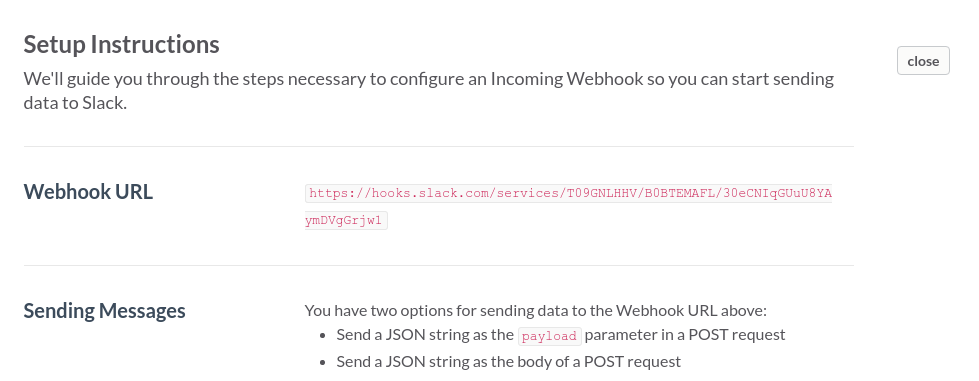 Setup Instructions
close
We'll guide you through the steps necessary to configure an Incoming Webhook so you can start sending
data to Slack.
Webhook URL
https://hooks.slack.com/services/T09GNLHHV/B0BTEMAFL/30eCNIqGUuU8YA
ymDVgGrjw1
Sending Messages
You have two options for sending data to the Webhook URL above:
• Send a JSON string as the payload parameter in a POST request
• Send a JSON string as the body of a POST request